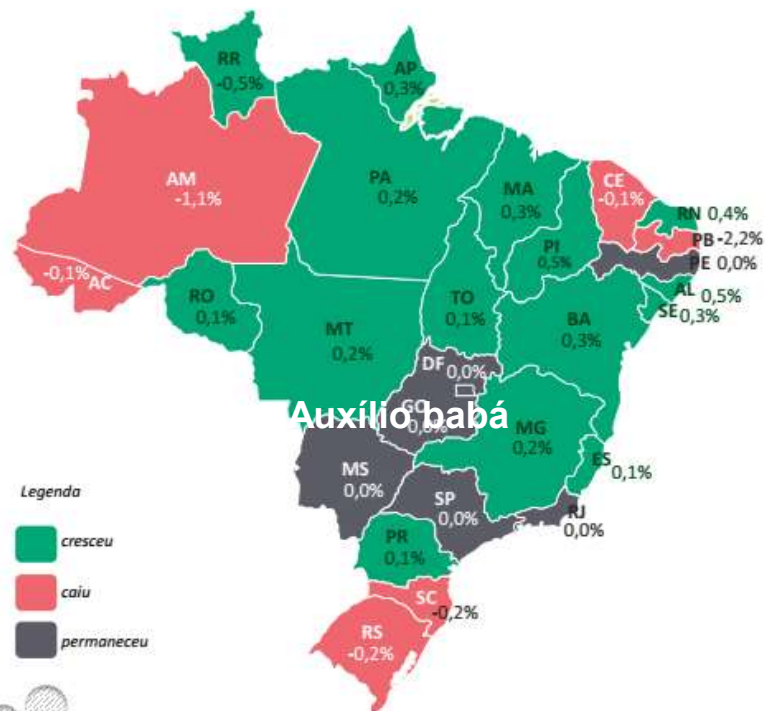 RR
-0,5%
AP
0,3%
AM
-1,1%
PA
0,2%
MA
0,3%
CE
-0,1%
RN 0,4%
PB -2,2%
PE 0,0%
PI
0,5%
AL 0,5%
SE 0,3%
-0,1%
AC
RO
0,1%
MT
0,2%
TO
0,1%
BA
0,3%
DF 0,0%
GO
0,0%
Auxílio babá
MG
0,2%
ES
0,1%
MS
0,0%
SP
0,0%
RJ
0,0%
PR
0,1%
SC
-0,2%
RS
-0,2%
Legenda
cresceu
caiu
permaneceu